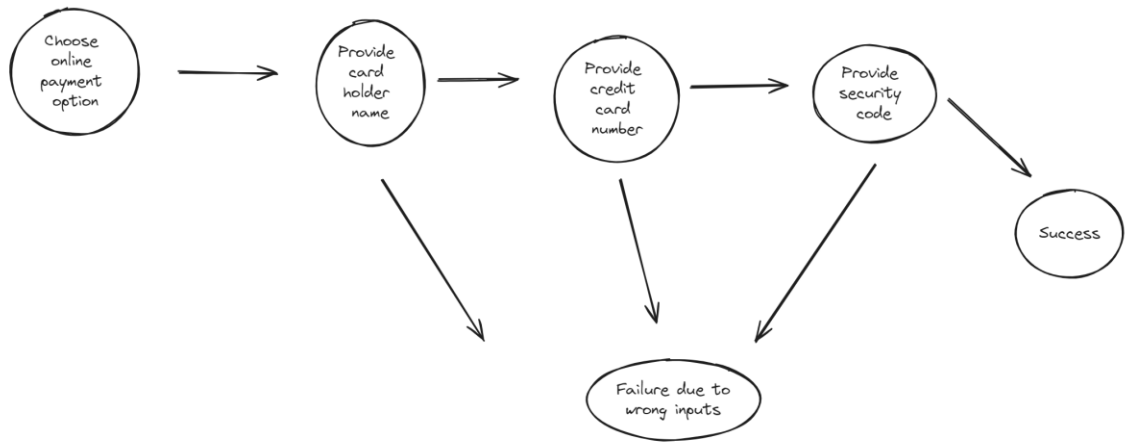 Choose
online
payment
option
Provide
card
holder
name
Provide
credit
card
number
Provide
security
code
Success
Failure due to
wrong inputs